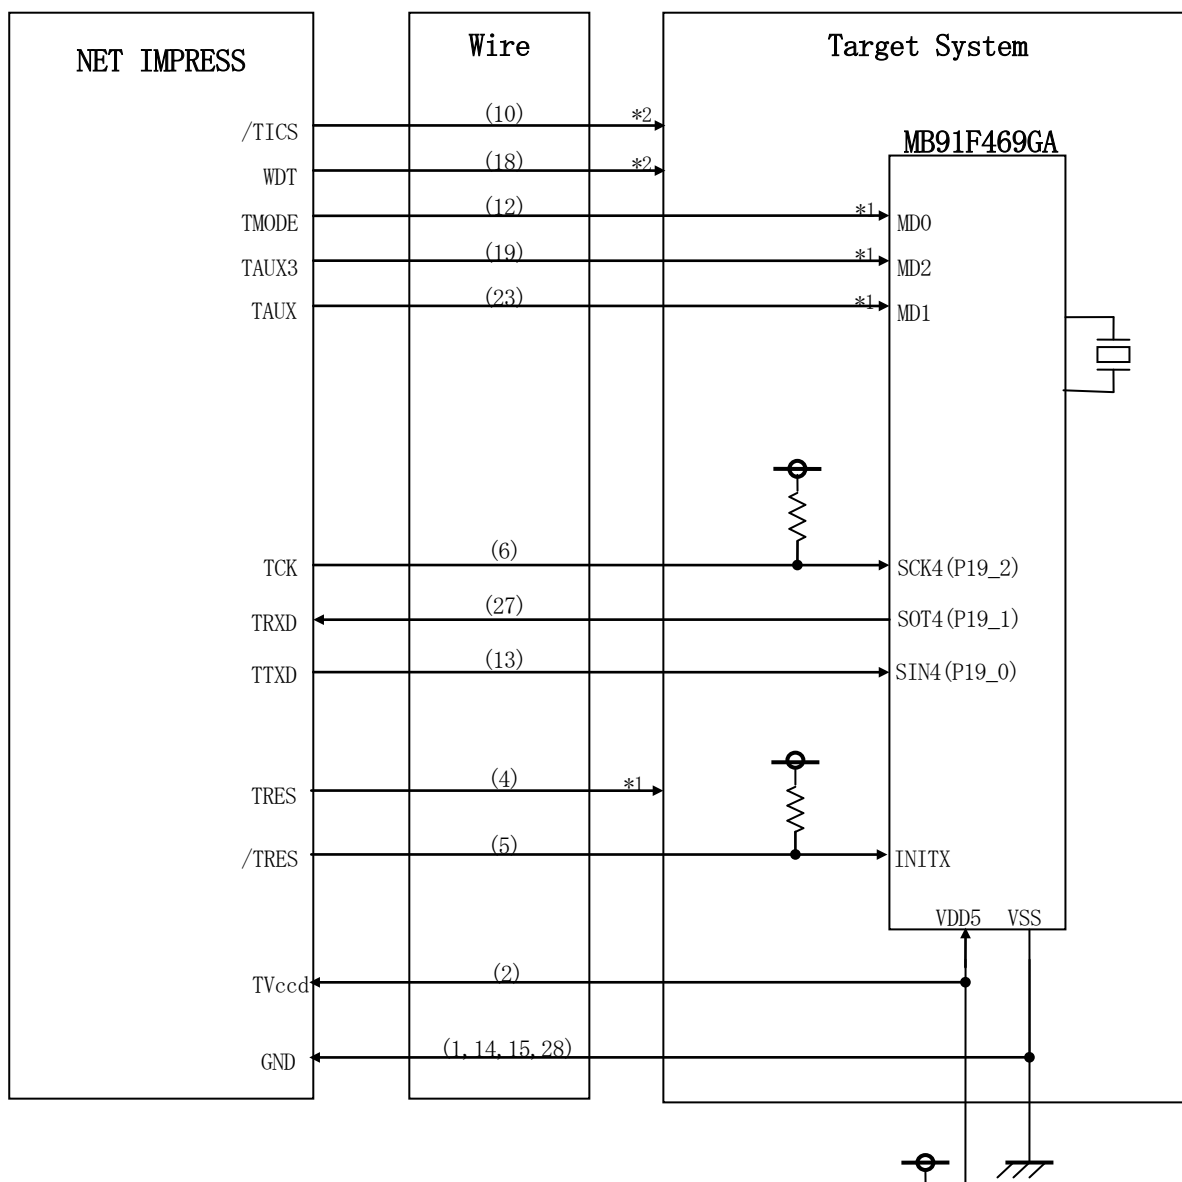 NET IMPRESS
Wire
Target System
/TICS (10) *2
WDT (18) *2
MB91F469GA
TMODE (12) *1 MD0
TAUX3 (19) *1 MD2
TAUX (23) *1 MD1
TCK (6) SCK4(P19_2)
TRXD (27) SOT4(P19_1)
TTXD (13) SIN4(P19_0)
TRES (4) *1
/TRES (5) INITX
VDD5 VSS
TVccd (2)
GND (1,14,15,28)